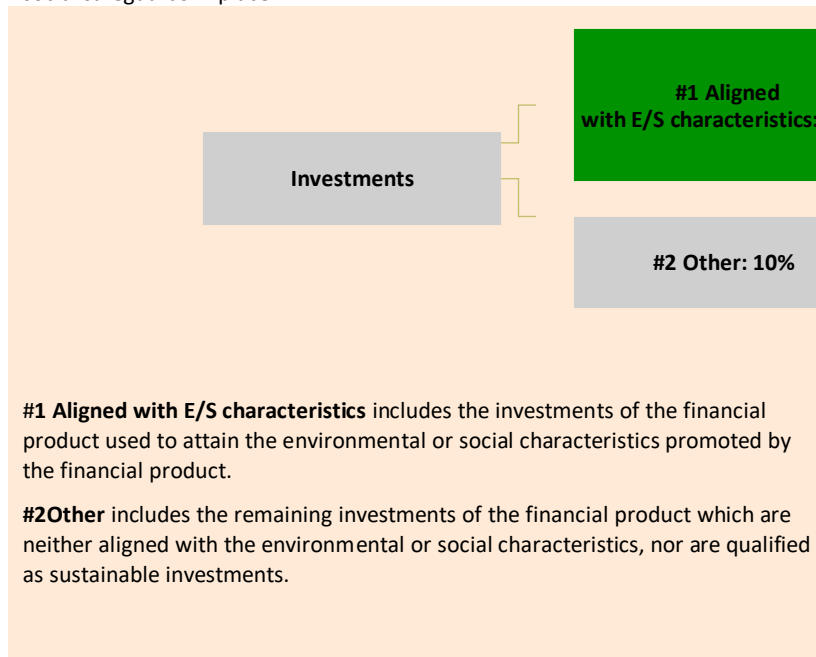 #1 Aligned
with E/S characteristics:
Investments
#2 Other: 10%
#1 Aligned with E/S characteristics includes the investments of the financial
product used to attain the environmental or social characteristics promoted by
the financial product.
#2Other includes the remaining investments of the financial product which are
neither aligned with the environmental or social characteristics, nor are qualified
as sustainable investments.